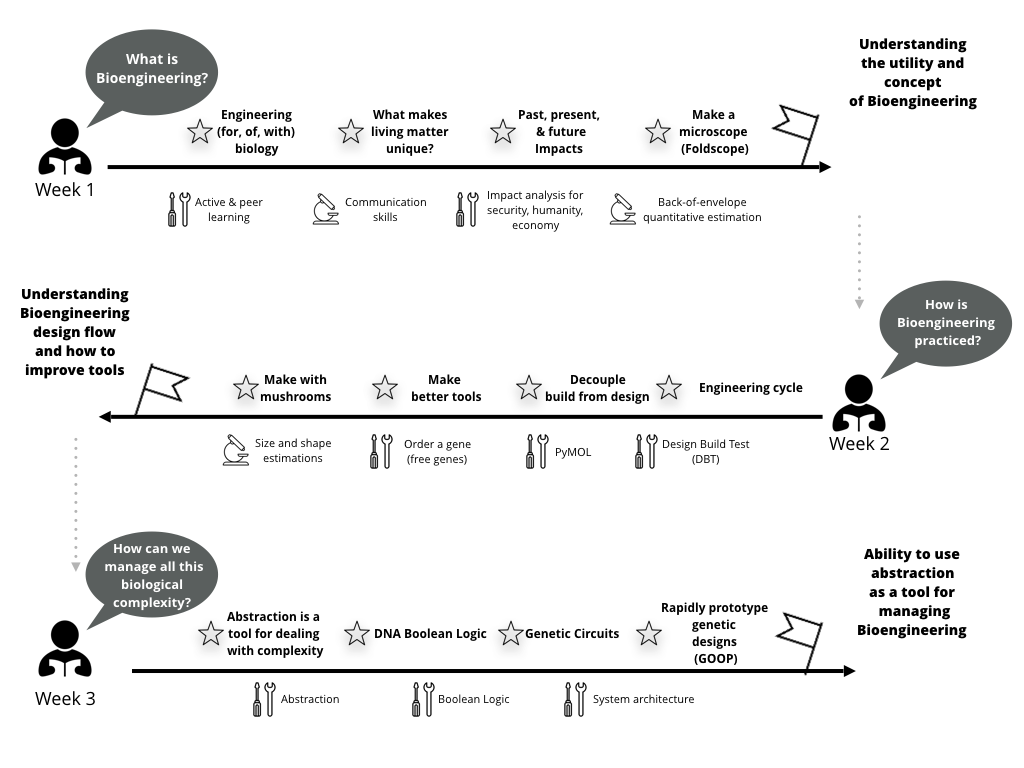 What is
Bioengineering?
Understanding
the utility and
concept
of Bioengineering
Engineering
(for, of, with)
biology
What makes
living matter
unique?
Past, present,
& future
Impacts
Make a
microscope
(Foldscope)
Week 1
Active & peer
learning
Communication
skills
Impact analysis for
security, humanity,
economy
Back-of-envelope
quantitative estimation
How is
Bioengineering
practiced?
Week 2
Engineering cycle
Decouple
build from design
Make
better tools
Make with
mushrooms
Understanding
Bioengineering
design flow
and how to
improve tools
Design Build Test
(DBT)
PyMOL
Order a gene
(free genes)
Size and shape
estimations
How can we
manage all this
biological
complexity?
Week 3
Abstraction is a
tool for dealing
with complexity
DNA Boolean Logic
Genetic Circuits
Rapidly prototype
genetic
designs
(GOOP)
Ability to use
abstraction
as a tool for
managing
Bioengineering
Abstraction
Boolean Logic
System architecture